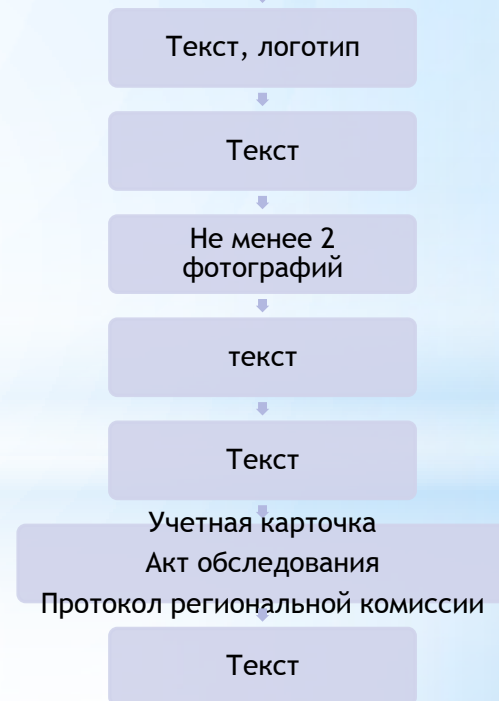 Текст, логотип
Текст
Не менее 2
фотографий
текст
Текст
Учетная карточка
Акт обследования
Протокол региональной комиссии
Текст